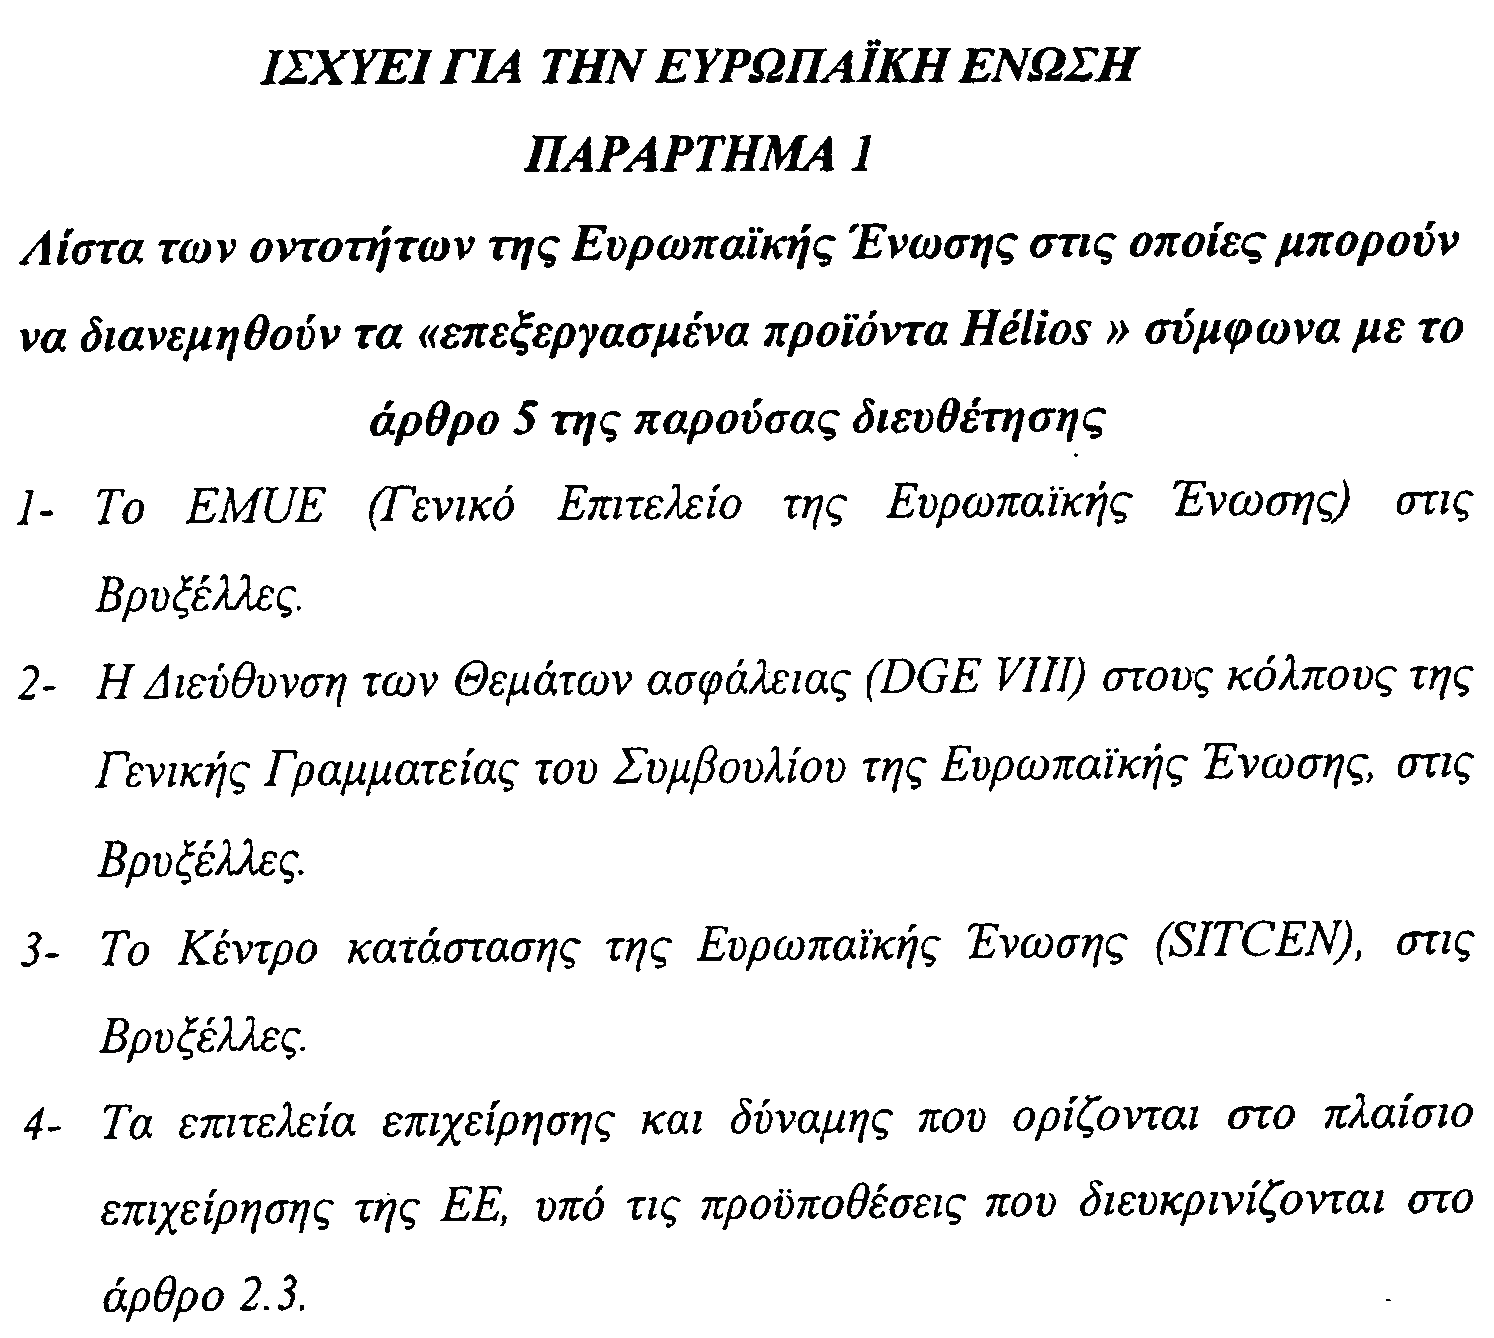 ΙΣΧΥΕΙ ΓΙΑ ΤΗΝ ΕΥΡΩΠΑΪΚΗ ΕΝΩΣΗ
ΠΑΡΑΡΤΗΜΑ 1
Λίστα των οντοτήτων της Ευρωπαϊκής Ένωσης στις οποίες μπορούν
να διανεμηθούν τα «επεξεργασμένα προϊόντα Hélios » σύμφωνα με το
άρθρο 5 της παρούσας διευθέτησης
1- Το EMUE (Γενικό Επιτελείο της Ευρωπαϊκής Ένωσης) στις
Βρυξέλλες.
2- Η Διεύθυνση των Θεμάτων ασφάλειας (DGE VIII) στους κόλπους της
Γενικής Γραμματείας του Συμβουλίου της Ευρωπαϊκής Ένωσης, στις
Βρυξέλλες.
3- Το Κέντρο κατάστασης της Ευρωπαϊκής Ένωσης (SITCEN), στις
Βρυξέλλες.
4- Τα επιτελεία επιχείρησης και δύναμης που ορίζονται στο πλαίσιο
επιχείρησης της ΕΕ, υπό τις προϋποθέσεις που διευκρινίζονται στο
άρθρο 2.3.